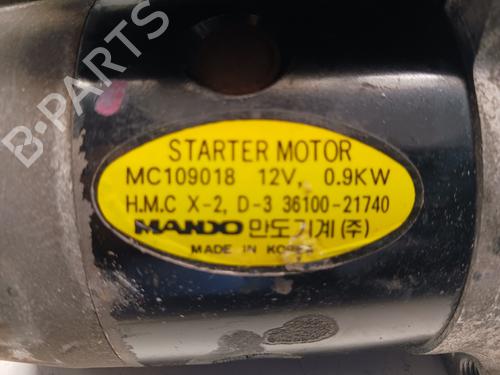 B-PARTS
STARTER MOTOR
MC109018 12V, 0.9KW
H.M.C X-2, D-3 36100-21740
MANDO 만도기계(주)
MADE IN KOREA